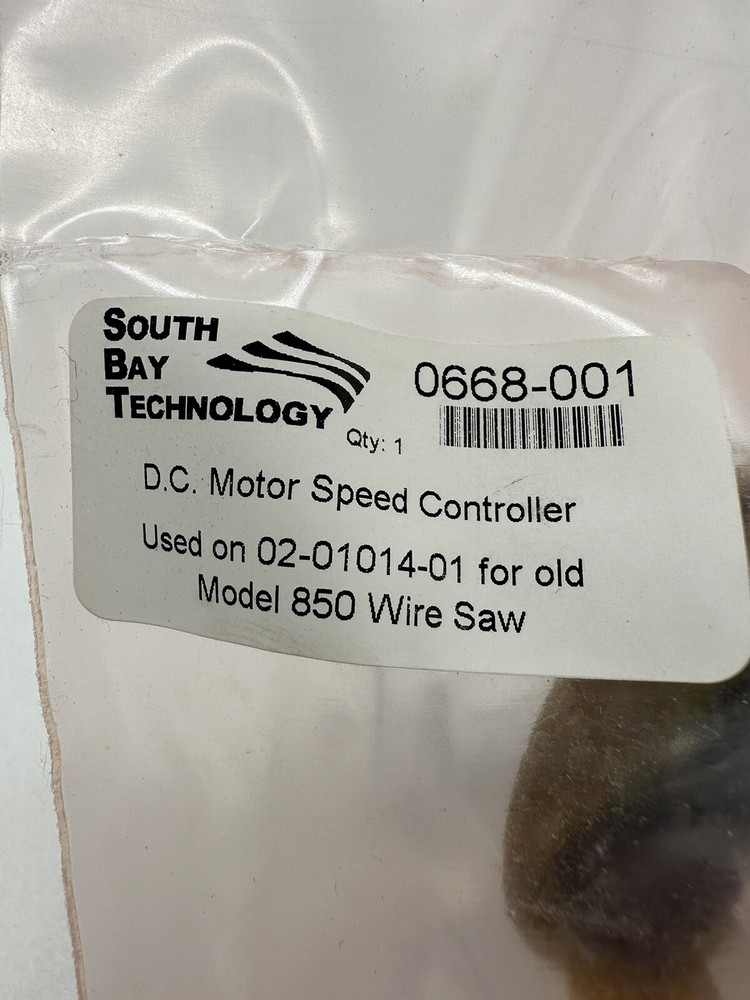 SOUTH
BAY
TECHNOLOGY
0668-001
Qty: 1
D.C. Motor Speed Controller
Used on 02-01014-01 for old
Model 850 Wire Saw